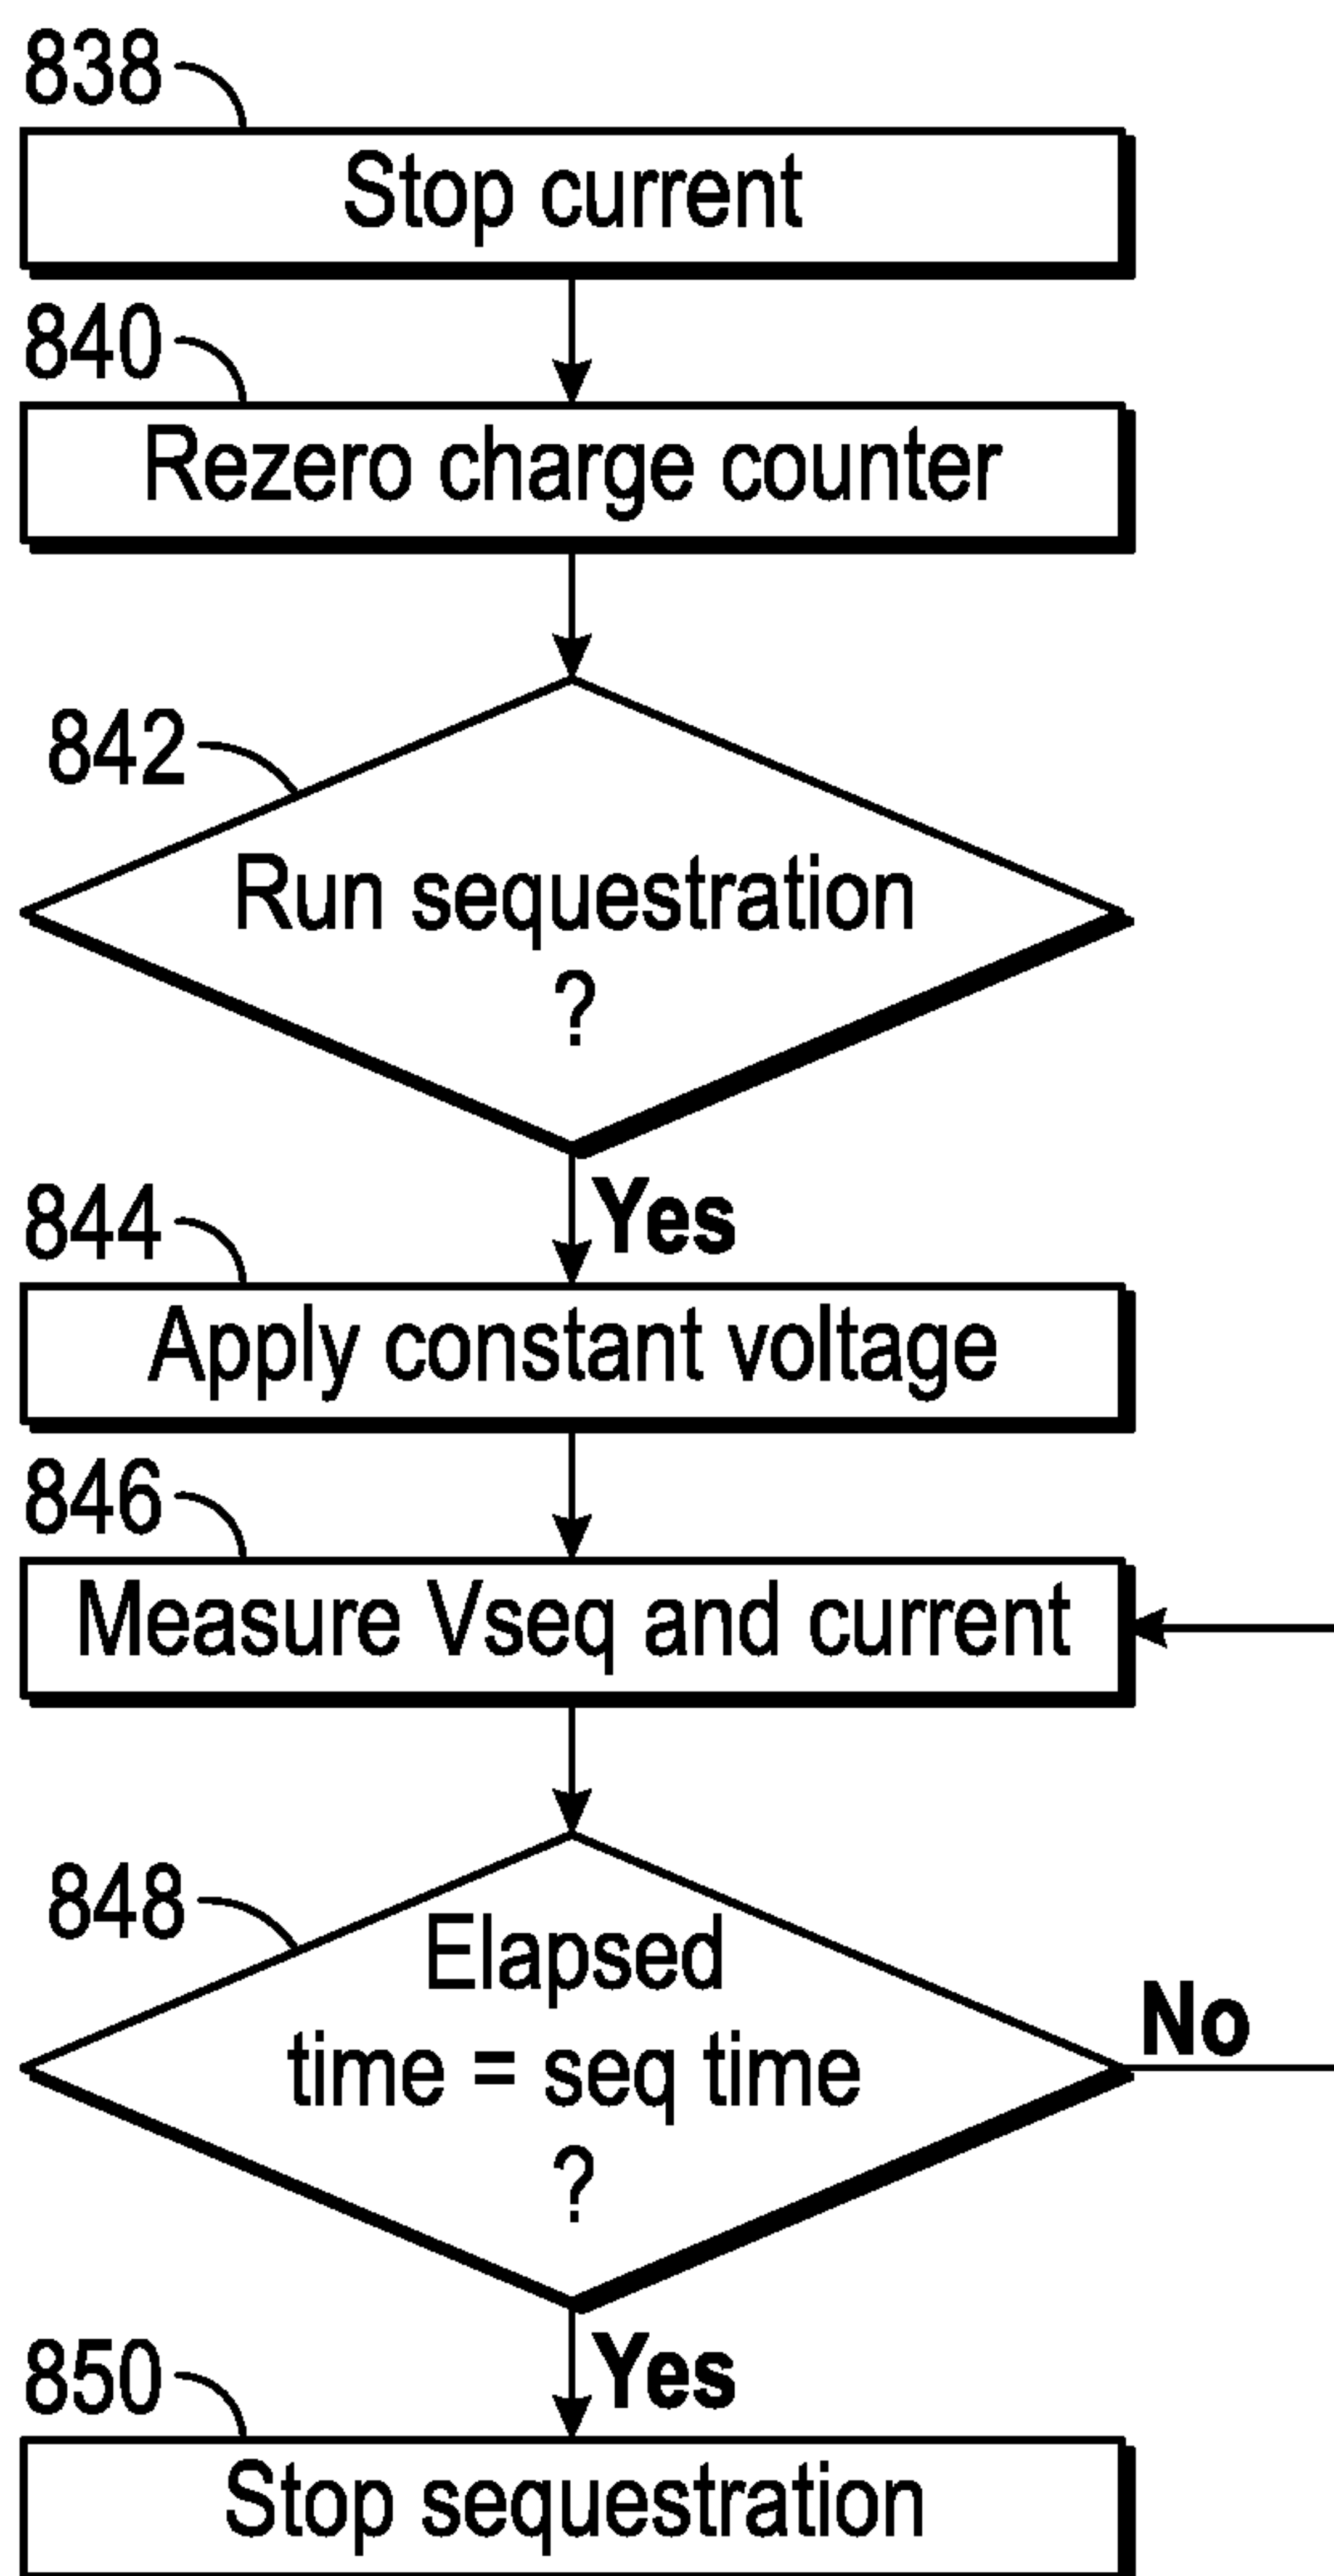 838
Stop current
840
Rezero charge counter
842
Run sequestration
?
Yes
844
Apply constant voltage
846
Measure Vseq and current
848
Elapsed
time = seq time
?
No
Yes
850
Stop sequestration